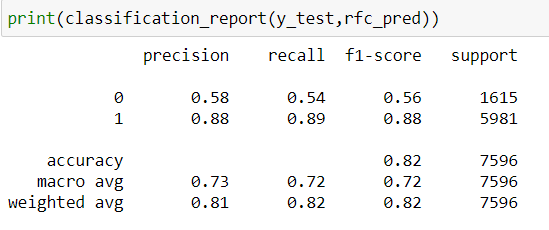 print(classification_report(y_test,rfc_pred))
precision recall f1-score support
0 0.58 0.54 0.56 1615
1 0.88 0.89 0.88 5981
accuracy 0.82 7596
macro avg 0.73 0.72 0.72 7596
weighted avg 0.81 0.82 0.82 7596